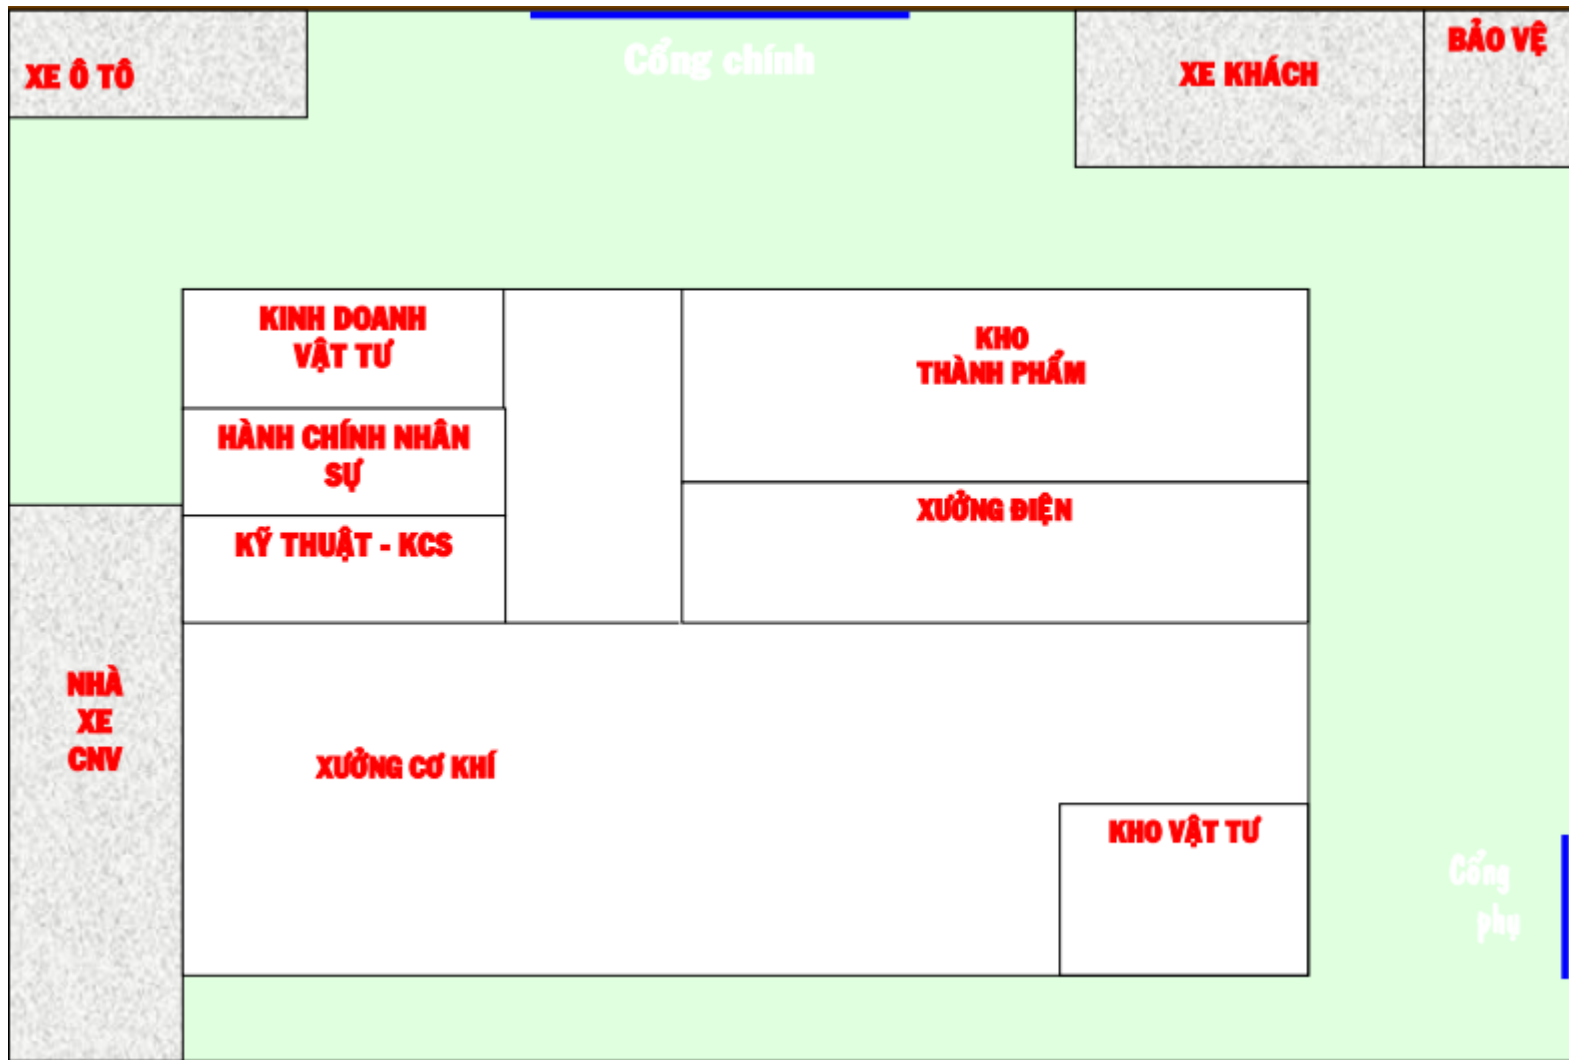 XE Ô TÔ
Cổng chính
XE KHÁCH
BẢO VỆ
KINH DOANH
VẬT TƯ
KHO
THÀNH PHẨM
HÀNH CHÍNH NHÂN
SỰ
XƯỞNG ĐIỆN
KỸ THUẬT - KCS
NHÀ
XE
CNV
XƯỞNG CƠ KHÍ
KHO VẬT TƯ
Cổng
phụ